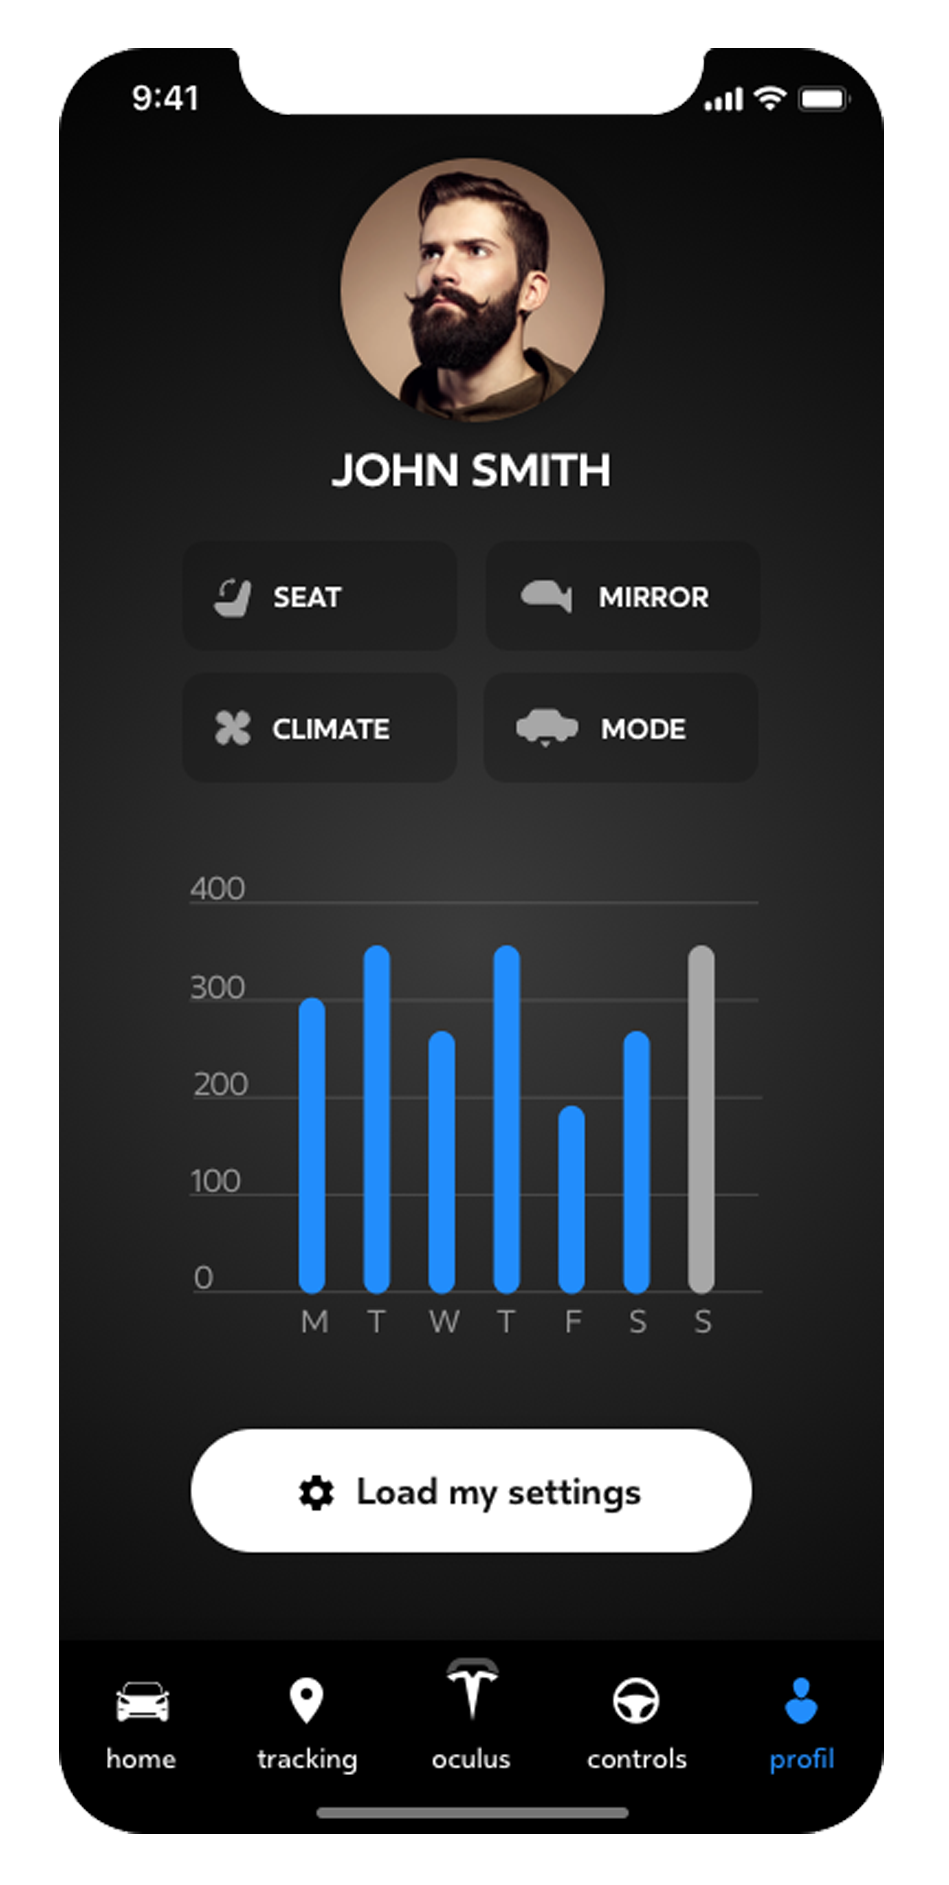 9:41
JOHN SMITH
SEAT
MIRROR
CLIMATE
MODE
400
300
200
100
0
M T W T F S S
Load my settings
home tracking oculus controls profil